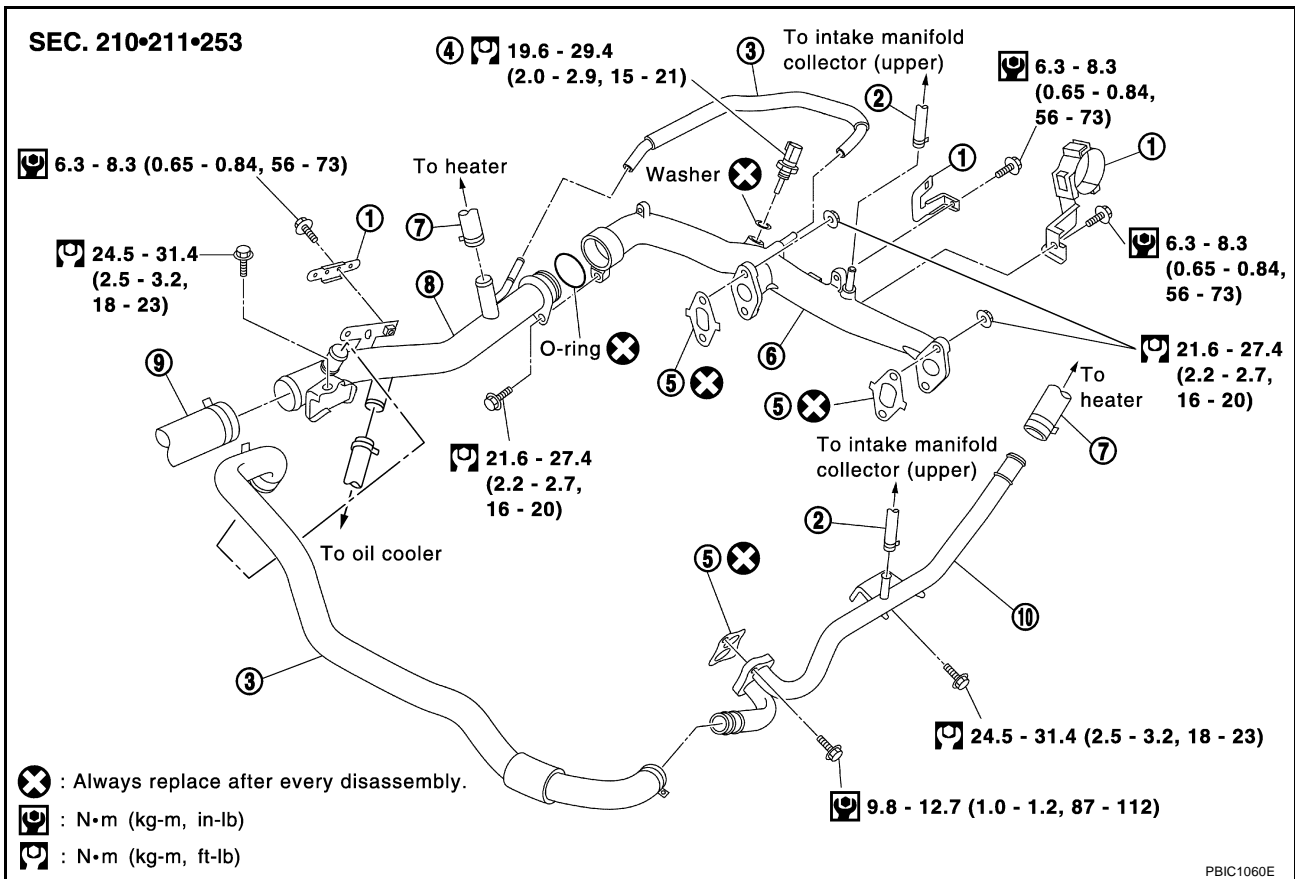 SEC. 210•211•253
④ 19.6 - 29.4
(2.0 - 2.9, 15 - 21)
③
To intake manifold
collector (upper)
②
6.3 - 8.3
(0.65 - 0.84,
56 - 73)
①
①
6.3 - 8.3 (0.65 - 0.84, 56 - 73)
To heater
Washer
①
⑦
24.5 - 31.4
(2.5 - 3.2,
18 - 23)
⑧
6.3 - 8.3
(0.65 - 0.84,
56 - 73)
O-ring
⑥
⑤
⑤
21.6 - 27.4
(2.2 - 2.7,
16 - 20)
⑨
To
heater
⑦
21.6 - 27.4
(2.2 - 2.7,
16 - 20)
To intake manifold
collector (upper)
②
To oil cooler
⑤
⑩
③
24.5 - 31.4 (2.5 - 3.2, 18 - 23)
9.8 - 12.7 (1.0 - 1.2, 87 - 112)
: Always replace after every disassembly.
: N•m (kg-m, in-lb)
: N•m (kg-m, ft-lb)
PBIC1060E